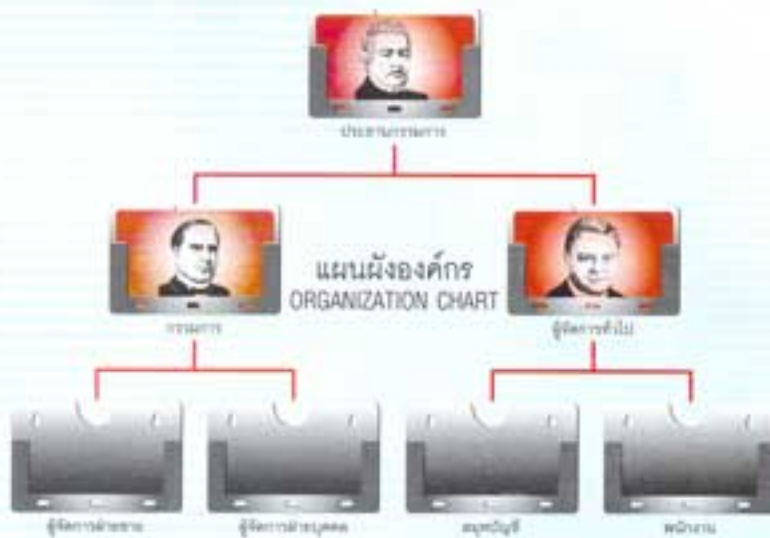 ประธานกรรมการ
แผนผังองค์กร
ORGANIZATION CHART
กรรมการ
ผู้จัดการทั่วไป
ผู้จัดการฝ่ายขาย
ผู้จัดการฝ่ายบุคคล
สมุหบัญชี
พนักงาน